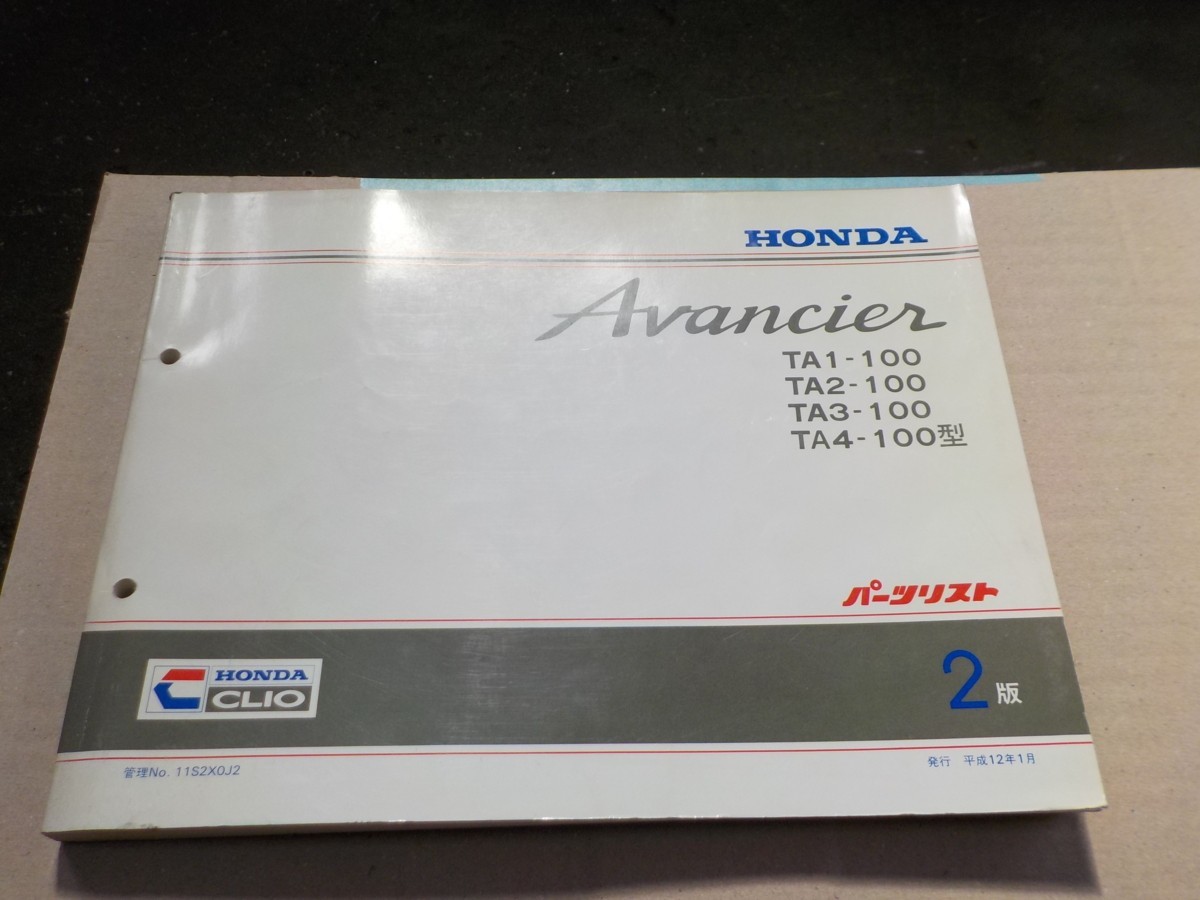 HONDA
Avancier
TA1-100
TA2-100
TA3-100
TA4-100型
パーツリスト
HONDA
CLIO
2版
管理No. 11S2X0J2
発行 平成12年1月